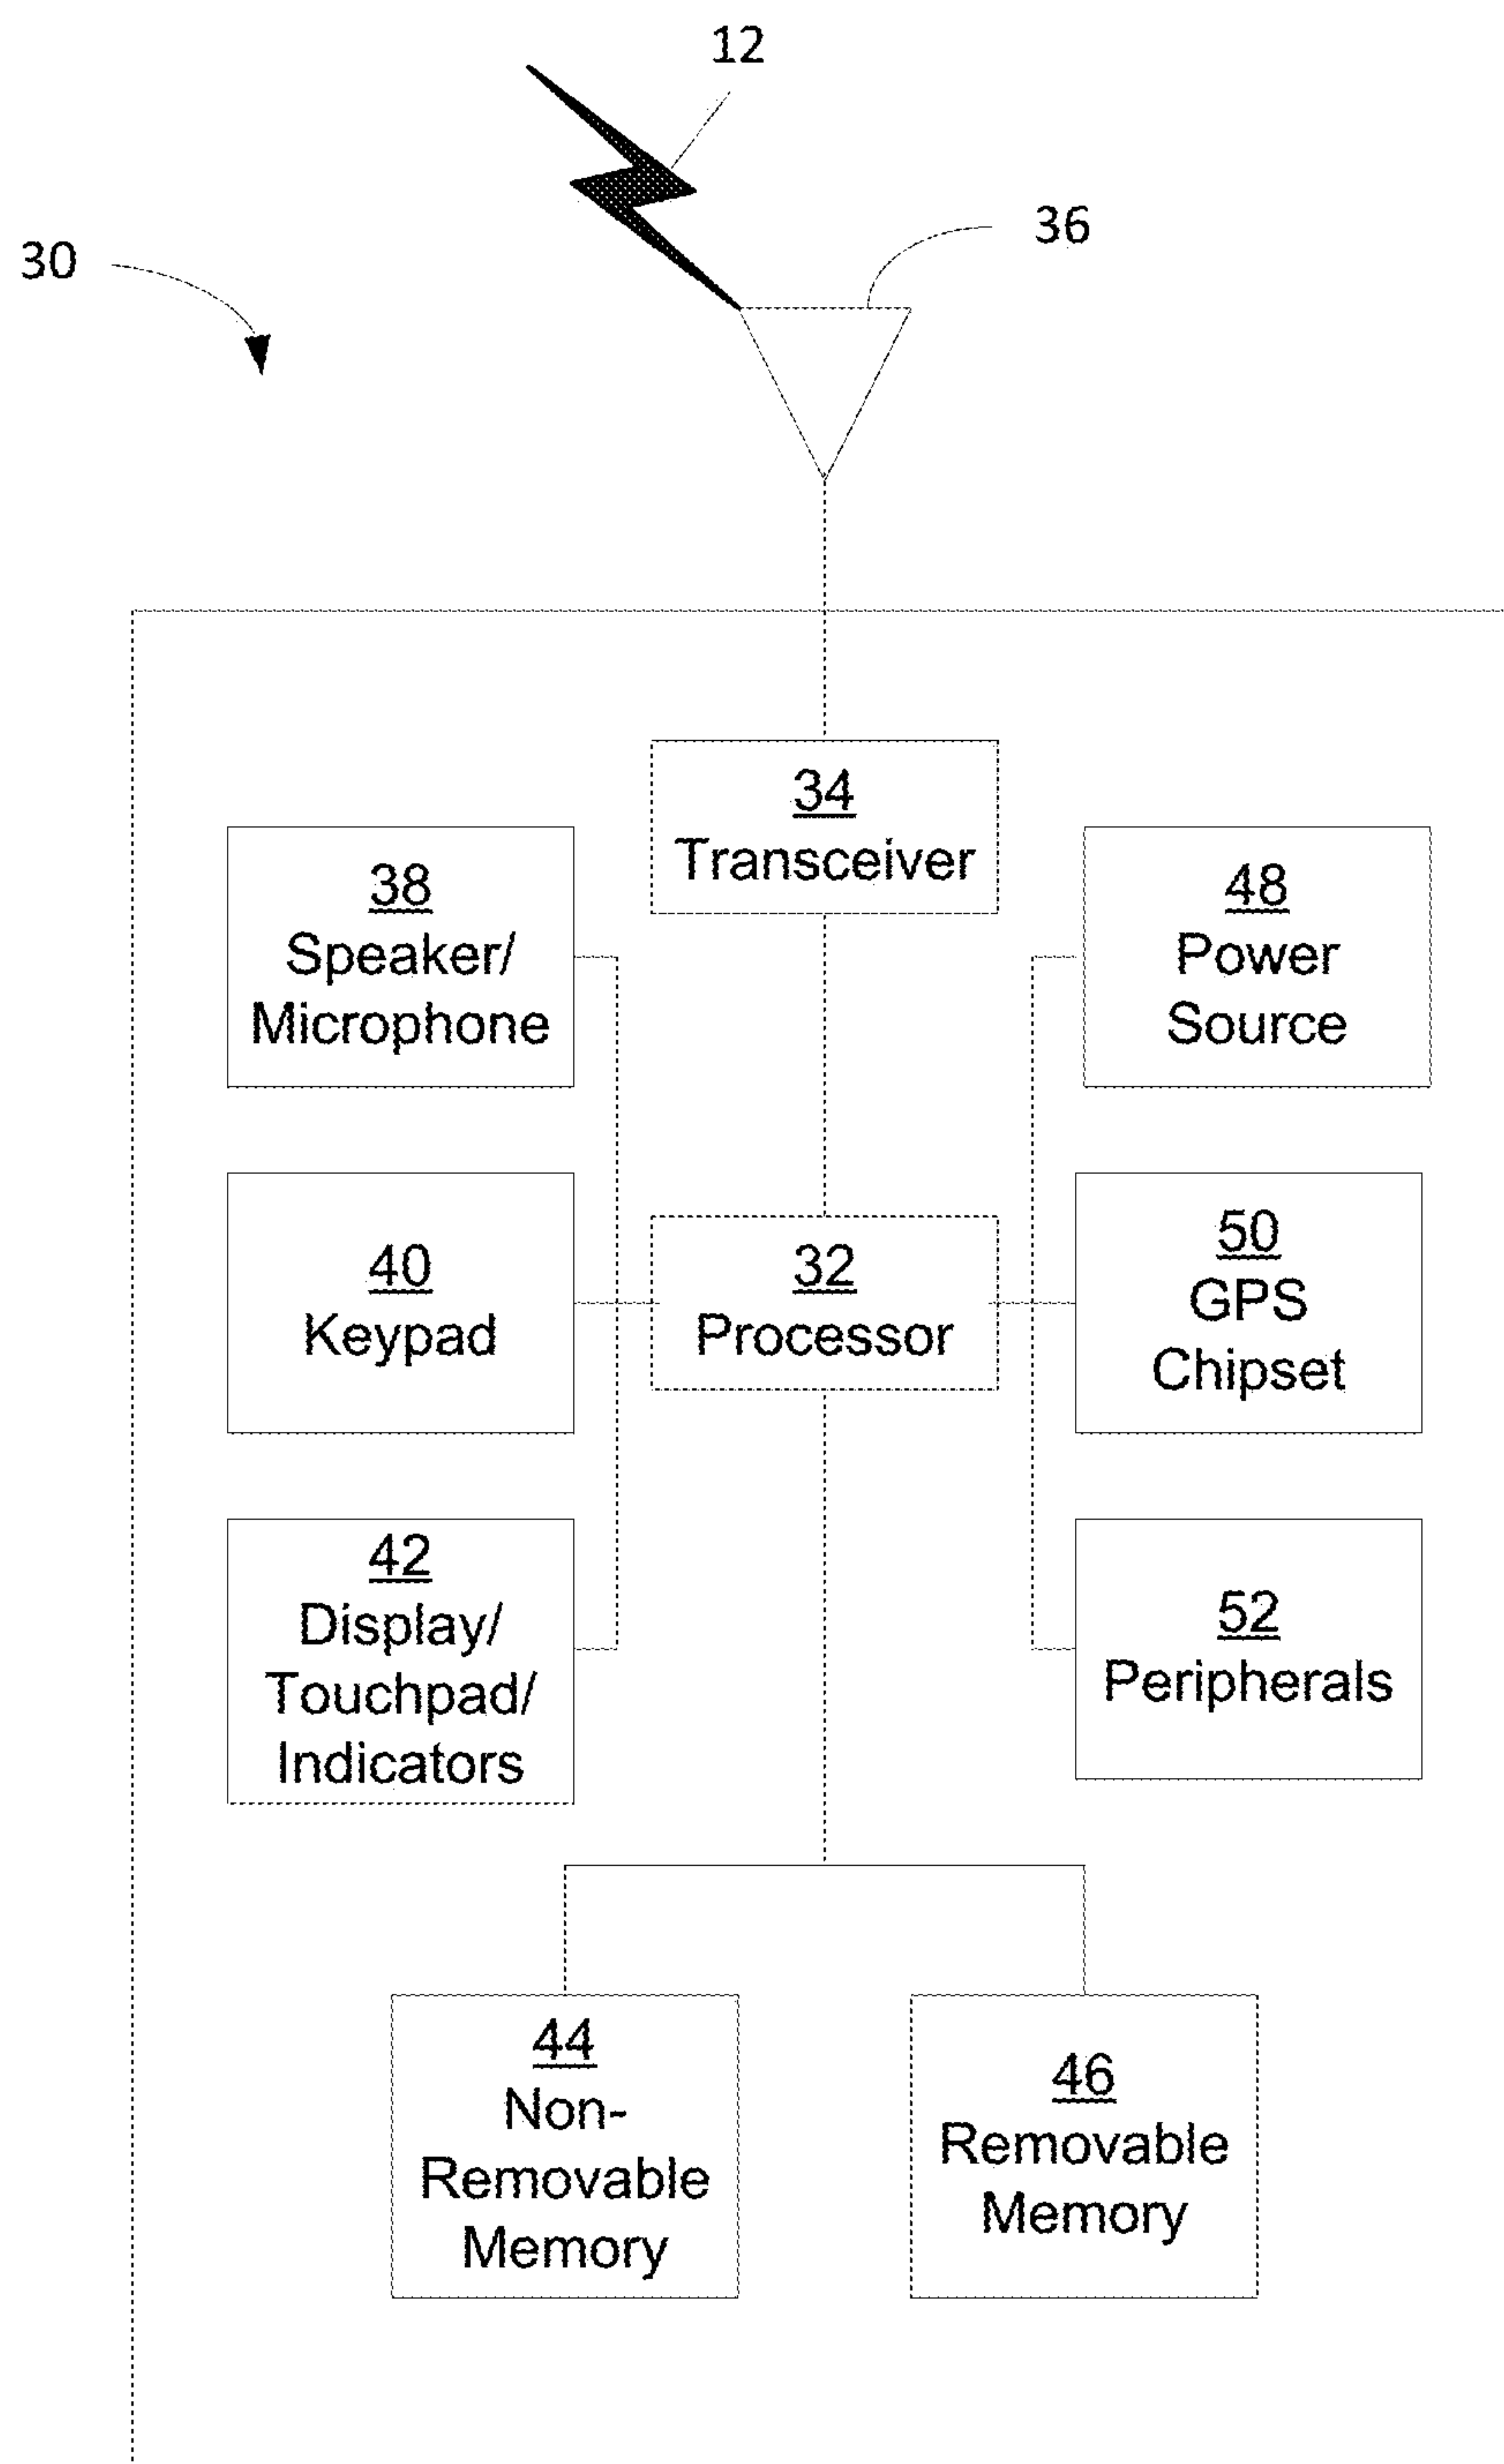 12
36
30
34
Transceiver
38
Speaker/
Microphone
48
Power
Source
40
Keypad
32
Processor
50
GPS
Chipset
42
Display/
Touchpad/
Indicators
52
Peripherals
44
Non-
Removable
Memory
46
Removable
Memory